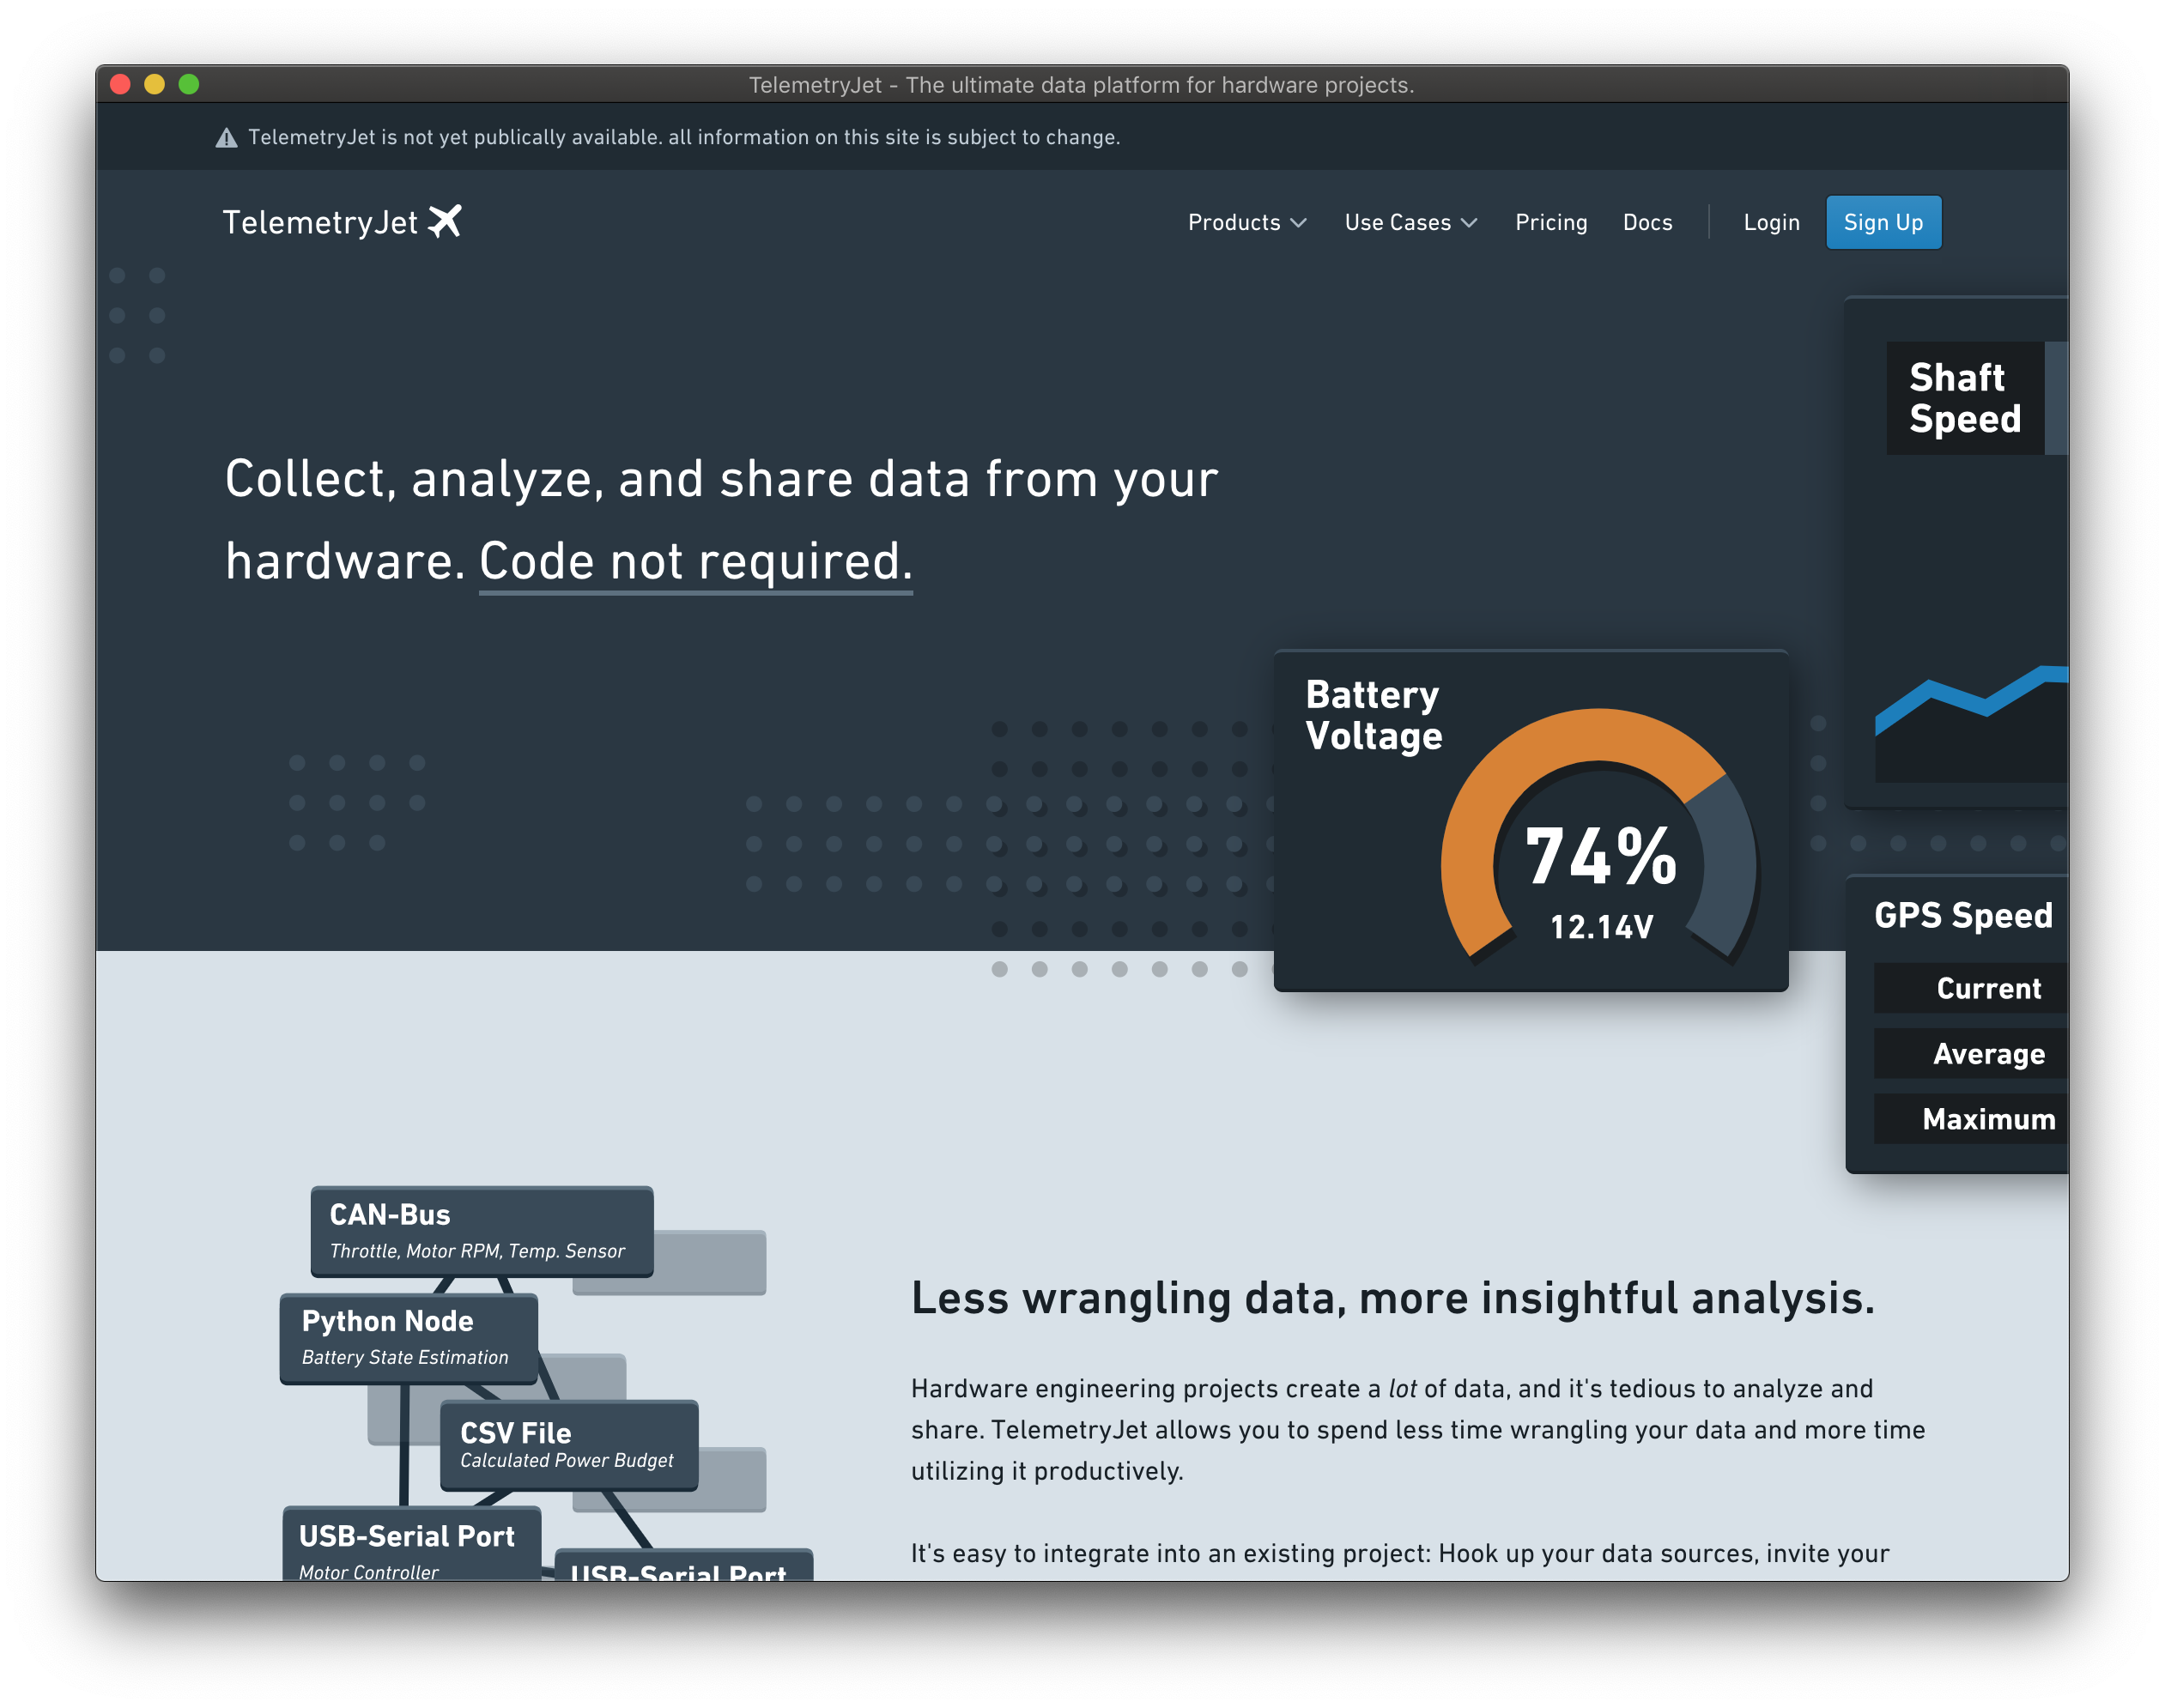 TelemetryJet - The ultimate data platform for hardware projects.
TelemetryJet is not yet publically available. all information on this site is subject to change.
TelemetryJet
Products
Use Cases
Pricing
Docs
Login
Sign Up
Collect, analyze, and share data from your
hardware. Code not required.
Shaft
Speed
Battery
Voltage
74%
12.14V
GPS Speed
Current
Average
Maximum
CAN-Bus
Throttle, Motor RPM, Temp. Sensor
Python Node
Battery State Estimation
CSV File
Calculated Power Budget
USB-Serial Port
Motor Controller
USB-Serial Port
Less wrangling data, more insightful analysis.
Hardware engineering projects create a lot of data, and it's tedious to analyze and
share. TelemetryJet allows you to spend less time wrangling your data and more time
utilizing it productively.
It's easy to integrate into an existing project: Hook up your data sources, invite your